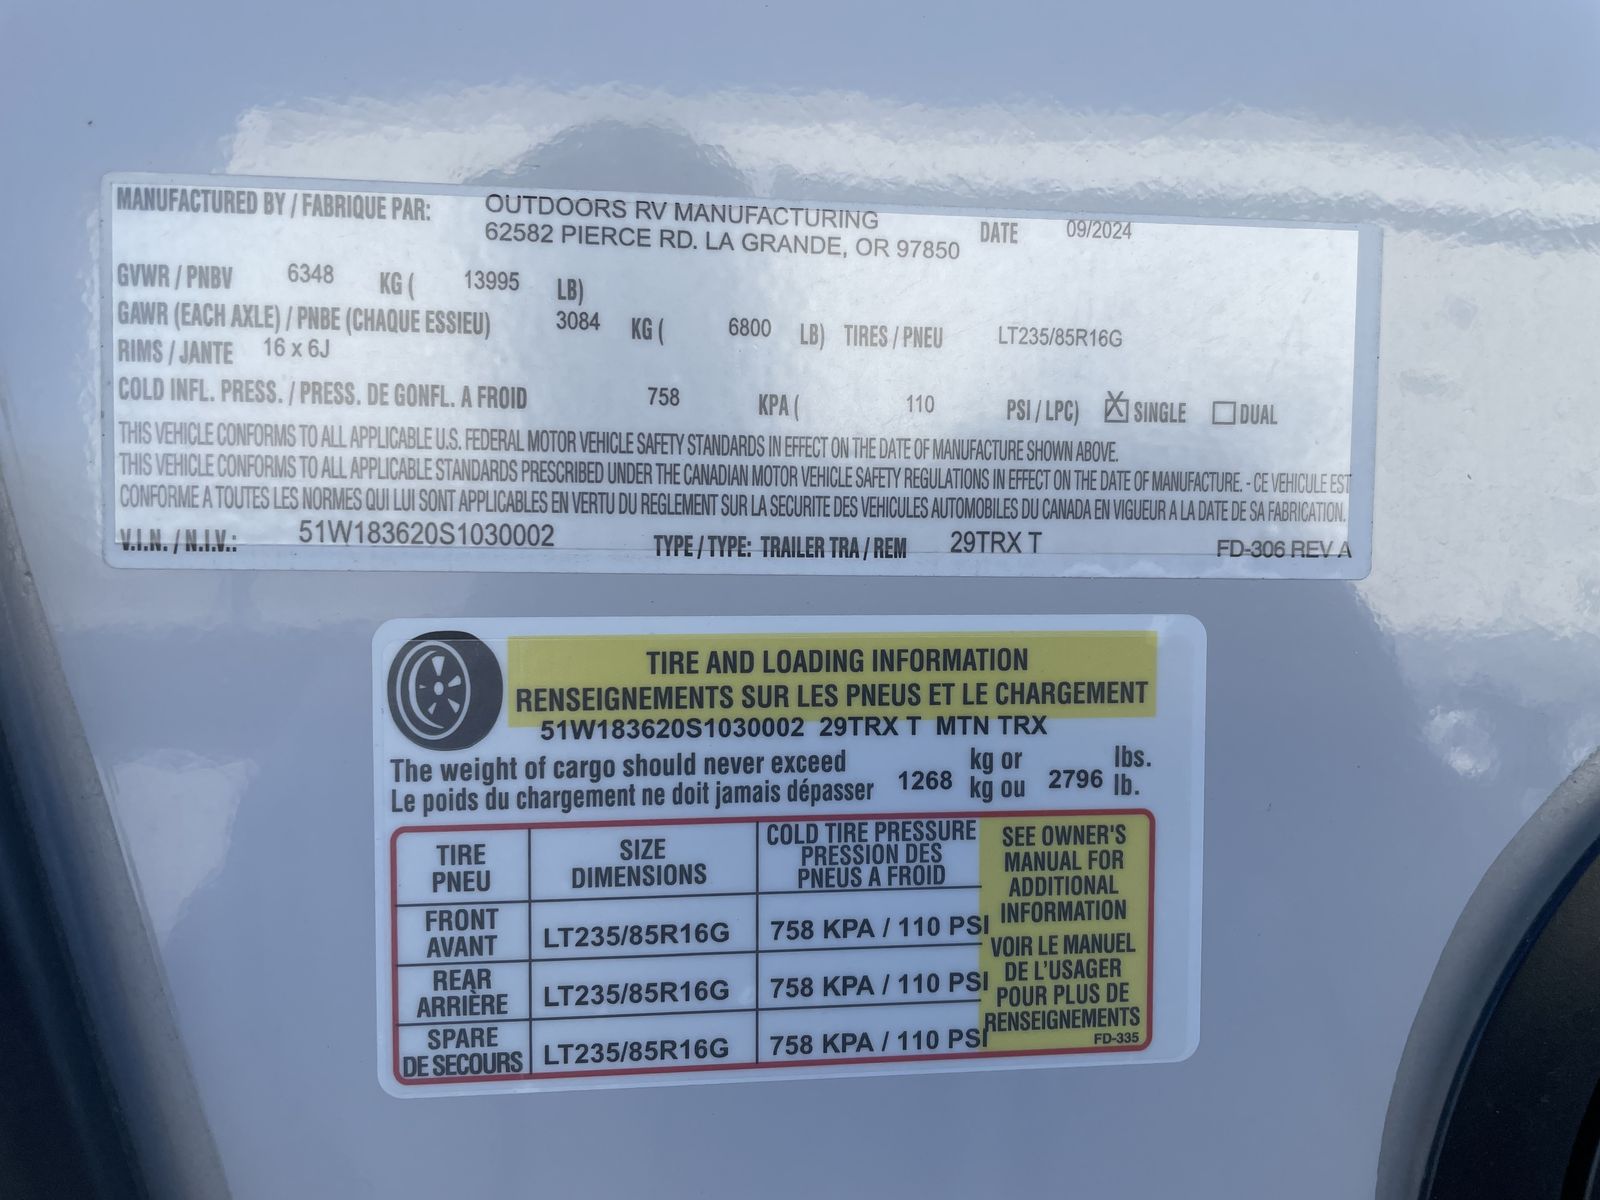 MANUFACTURED BY / FABRIQUE PAR: OUTDOORS RV MANUFACTURING
62582 PIERCE RD. LA GRANDE, OR 97850 DATE 09/2024
GVWR / PNBV 6348 KG ( 13995 LB)
GAWR (EACH AXLE) / PNBE (CHAQUE ESSIEU) 3084 KG ( 6800 LB) TIRES / PNEU LT235/85R16G
RIMS / JANTE 16 x 6J
COLD INFL. PRESS. / PRESS. DE GONFL. A FROID 758 KPA ( 110 PSI / LPC) X SINGLE DUAL
THIS VEHICLE CONFORMS TO ALL APPLICABLE U.S. FEDERAL MOTOR VEHICLE SAFETY STANDARDS IN EFFECT ON THE DATE OF MANUFACTURE SHOWN ABOVE.
THIS VEHICLE CONFORMS TO ALL APPLICABLE STANDARDS PRESCRIBED UNDER THE CANADIAN MOTOR VEHICLE SAFETY REGULATIONS IN EFFECT ON THE DATE OF MANUFACTURE. - CE VEHICULE EST
CONFORME A TOUTES LES NORMES QUI LUI SONT APPLICABLES EN VERTU DU REGLEMENT SUR LA SECURITE DES VEHICULES AUTOMOBILES DU CANADA EN VIGUEUR A LA DATE DE SA FABRICATION.
V.I.N. / N.I.V.: 51W183620S1030002 TYPE / TYPE: TRAILER TRA / REM 29TRX T FD-306 REV A
TIRE AND LOADING INFORMATION
RENSEIGNEMENTS SUR LES PNEUS ET LE CHARGEMENT
51W183620S1030002 29TRX T MTN TRX
The weight of cargo should never exceed
Le poids du chargement ne doit jamais dépasser
1268
kg or
kg ou
2796
lbs.
lb.
TIRE
PNEU
SIZE
DIMENSIONS
COLD TIRE PRESSURE
PRESSION DES
PNEUS A FROID
FRONT
AVANT
LT235/85R16G
758 KPA / 110 PSI
REAR
ARRIÈRE
LT235/85R16G
758 KPA / 110 PSI
SPARE
DE SECOURS
LT235/85R16G
758 KPA / 110 PSI
SEE OWNER'S
MANUAL FOR
ADDITIONAL
INFORMATION
VOIR LE MANUEL
DE L'USAGER
POUR PLUS DE
RENSEIGNEMENTS
FD-335